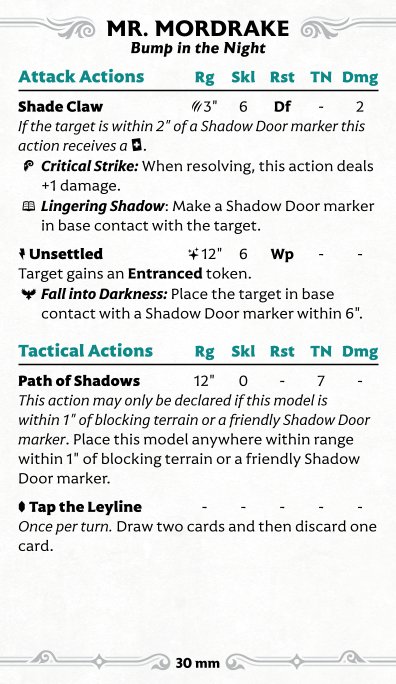 MR. MORDRAKE
Bump in the Night
Attack Actions Rg Skl Rst TN Dmg
Shade Claw 3" 6 Df - 2
If the target is within 2" of a Shadow Door marker this
action receives a .
Critical Strike: When resolving, this action deals
+1 damage.
Lingering Shadow: Make a Shadow Door marker
in base contact with the target.
Unsettled 12" 6 Wp - -
Target gains an Entranced token.
Fall into Darkness: Place the target in base
contact with a Shadow Door marker within 6".
Tactical Actions Rg Skl Rst TN Dmg
Path of Shadows 12" 0 - 7 -
This action may only be declared if this model is
within 1" of blocking terrain or a friendly Shadow Door
marker. Place this model anywhere within range
within 1" of blocking terrain or a friendly Shadow
Door marker.
Tap the Leyline - - - - -
Once per turn. Draw two cards and then discard one
card.
30 mm